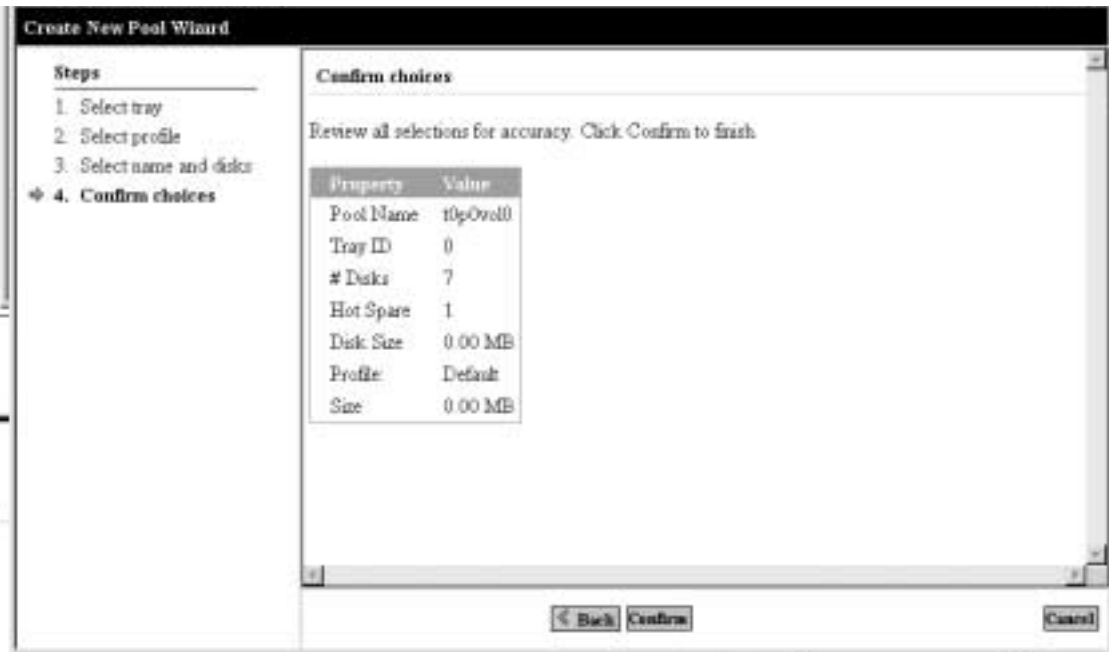 Create New Pool Wizard
Steps
1. Select tray
2. Select profile
3. Select name and disks
4. Confirm choices
Confirm choices
Review all selections for accuracy. Click Confirm to finish.
Property Value
Pool Name t0p0vol0
Tray ID 0
# Disks 7
Hot Spare 1
Disk Size 0.00 MB
Profile: Default
Size 0.00 MB
Back Confirm Cancel